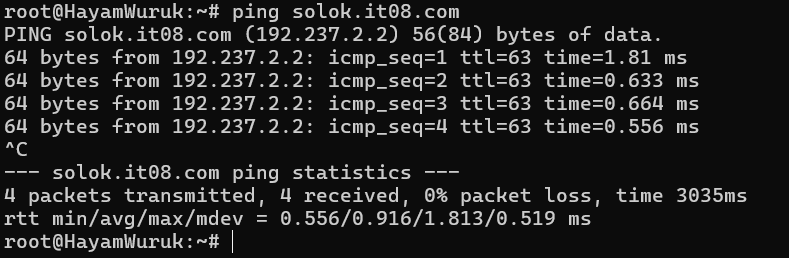 root@HayamWuruk:~# ping solok.it08.com
PING solok.it08.com (192.237.2.2) 56(84) bytes of data.
64 bytes from 192.237.2.2: icmp_seq=1 ttl=63 time=1.81 ms
64 bytes from 192.237.2.2: icmp_seq=2 ttl=63 time=0.633 ms
64 bytes from 192.237.2.2: icmp_seq=3 ttl=63 time=0.664 ms
64 bytes from 192.237.2.2: icmp_seq=4 ttl=63 time=0.556 ms
^C
--- solok.it08.com ping statistics ---
4 packets transmitted, 4 received, 0% packet loss, time 3035ms
rtt min/avg/max/mdev = 0.556/0.916/1.813/0.519 ms
root@HayamWuruk:~#